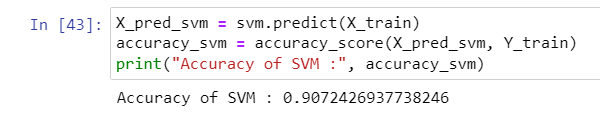 In [43]: X_pred_svm = svm.predict(X_train)
accuracy_svm = accuracy_score(X_pred_svm, Y_train)
print("Accuracy of SVM :", accuracy_svm)
Accuracy of SVM : 0.9072426937738246